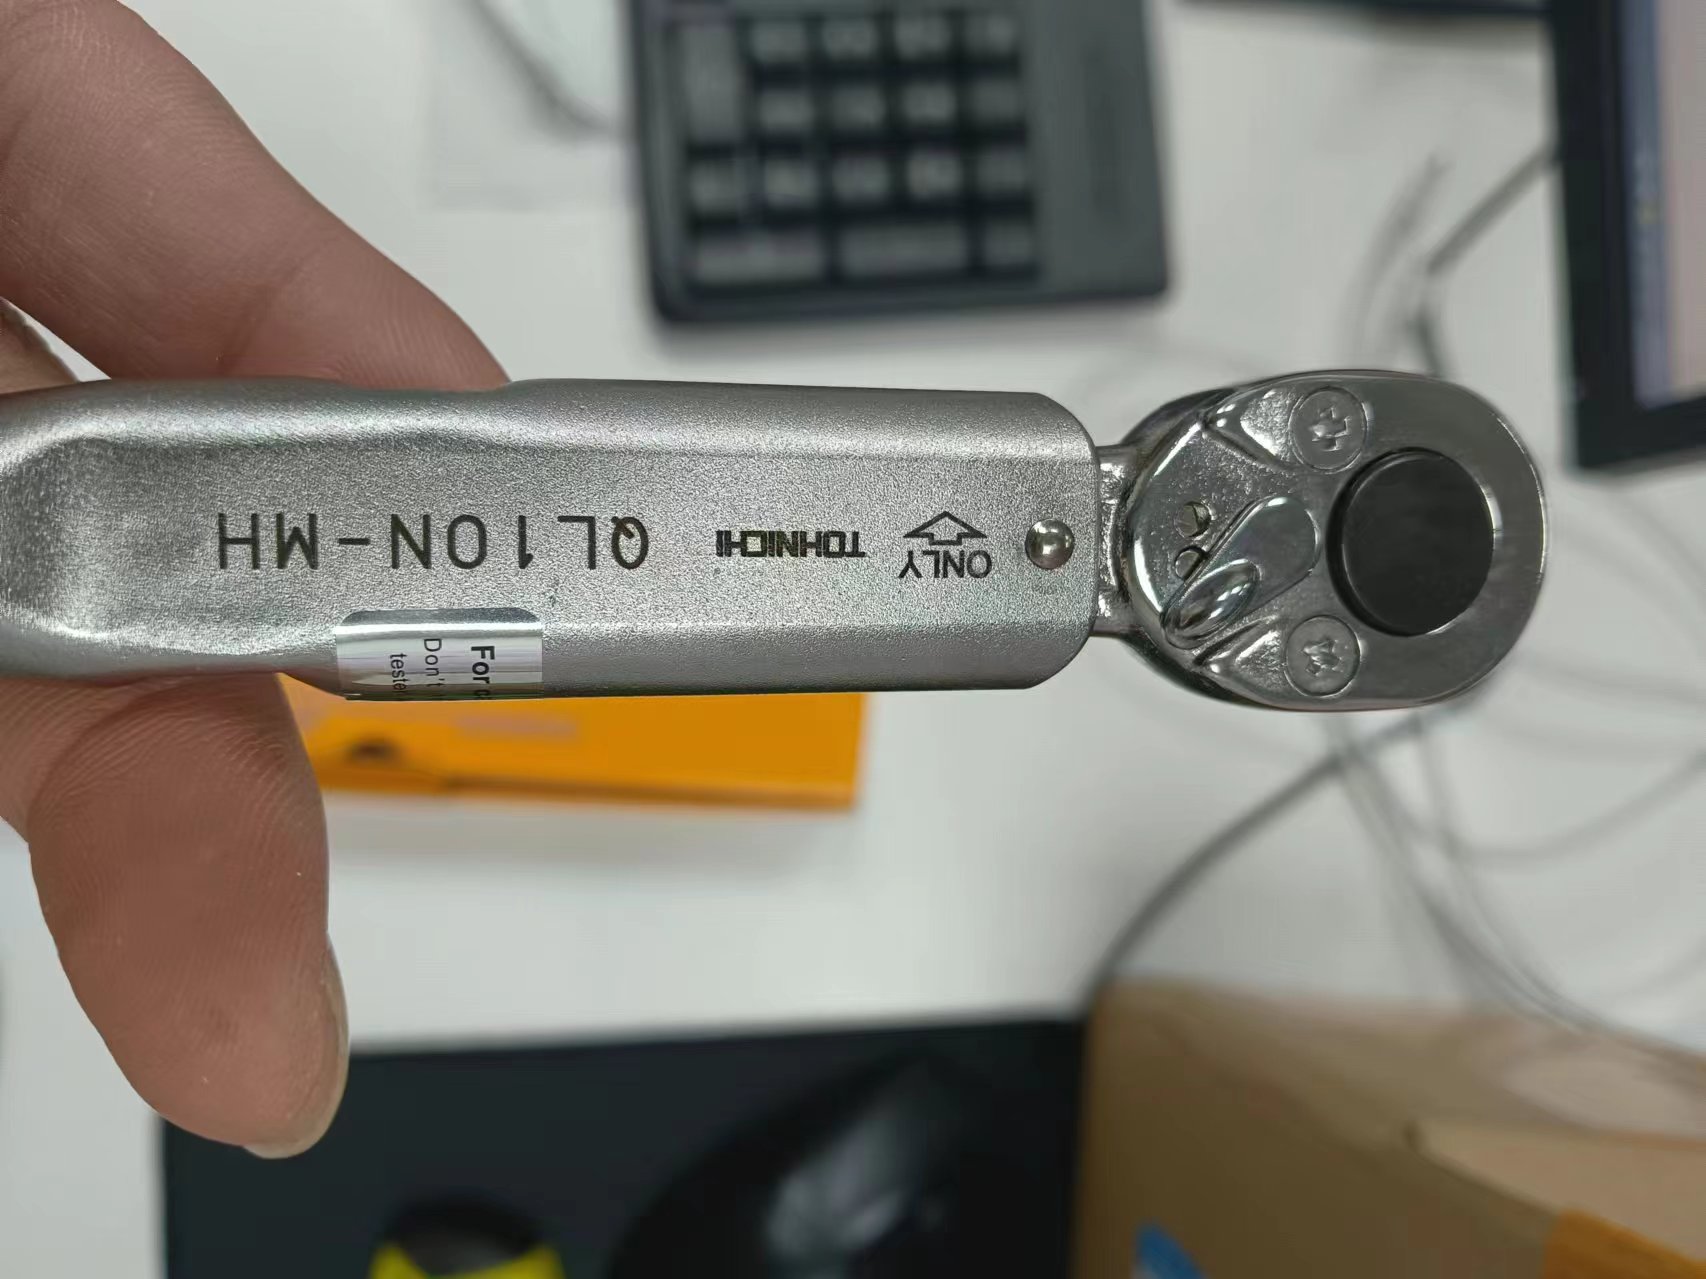 ONLY
TOHNICHI
QL10N-MH
For c
Don't
teste